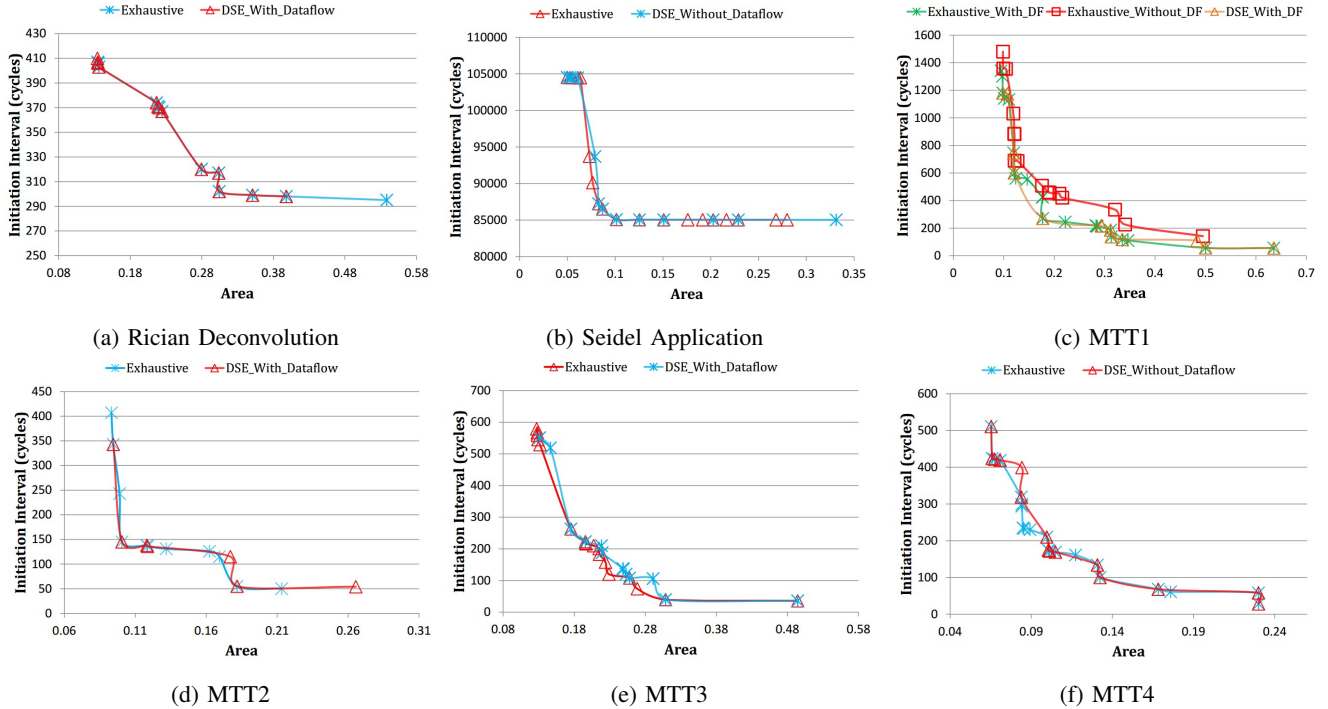 Exhaustive DSE_With_Dataflow
Initiation Interval (cycles)
430
410
390
370
350
330
310
290
270
250
0.08 0.18 0.28 0.38 0.48 0.58
Area
(a) Rician Deconvolution
Exhaustive DSE_Without_Dataflow
Initiation Interval (cycles)
110000
105000
100000
95000
90000
85000
80000
0 0.05 0.1 0.15 0.2 0.25 0.3 0.35
Area
(b) Seidel Application
Exhaustive_With_DF Exhaustive_Without_DF DSE_With_DF
Initiation Interval (cycles)
1600
1400
1200
1000
800
600
400
200
0
0 0.1 0.2 0.3 0.4 0.5 0.6 0.7
Area
(c) MTT1
Exhaustive DSE_With_Dataflow
Initiation Interval (cycles)
450
400
350
300
250
200
150
100
50
0
0.06 0.11 0.16 0.21 0.26 0.31
Area
(d) MTT2
Exhaustive DSE_With_Dataflow
Initiation Interval (cycles)
700
600
500
400
300
200
100
0
0.08 0.18 0.28 0.38 0.48 0.58
Area
(e) MTT3
Exhaustive DSE_Without_Dataflow
Initiation Interval (cycles)
600
500
400
300
200
100
0
0.04 0.09 0.14 0.19 0.24
Area
(f) MTT4